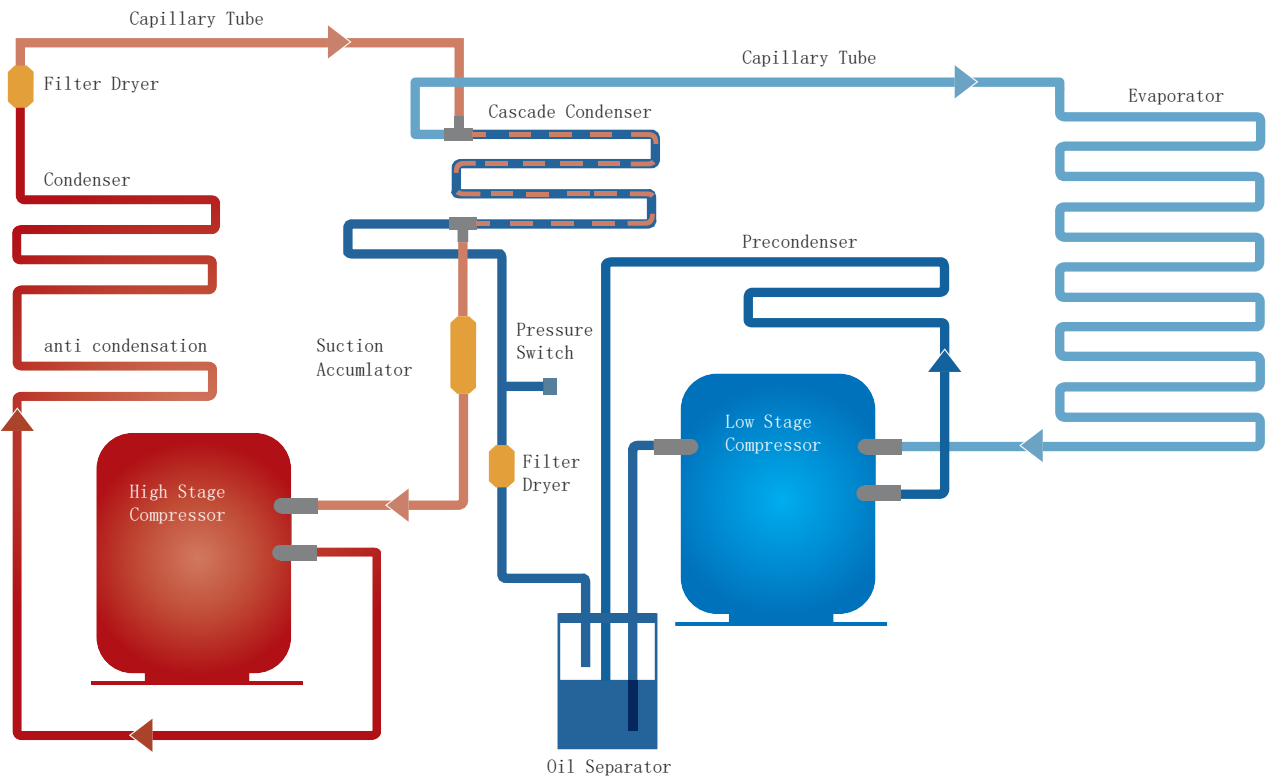 Capillary Tube
Filter Dryer
Capillary Tube
Cascade Condenser
Evaporator
Condenser
Precondenser
anti condensation
Suction
Accumlator
Pressure
Switch
Low Stage
Compressor
Filter
Dryer
High Stage
Compressor
Oil Separator